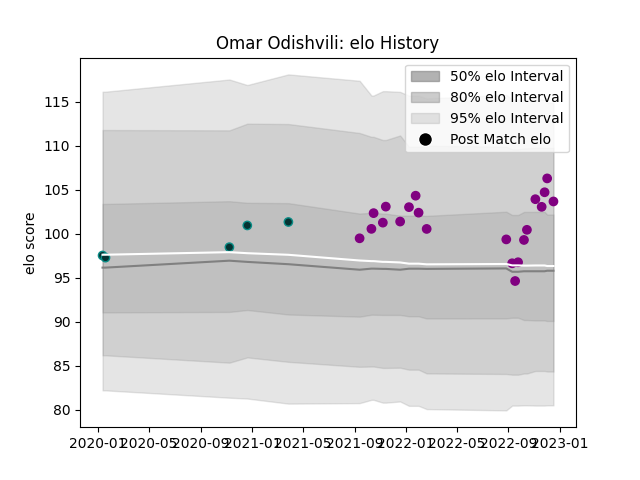 Omar Odishvili: elo History
50% elo Interval
80% elo Interval
95% elo Interval
Post Match elo
elo score
115
110
105
100
95
90
85
80
2020-01 2020-05 2020-09 2021-01 2021-05 2021-09 2022-01 2022-05 2022-09 2023-01